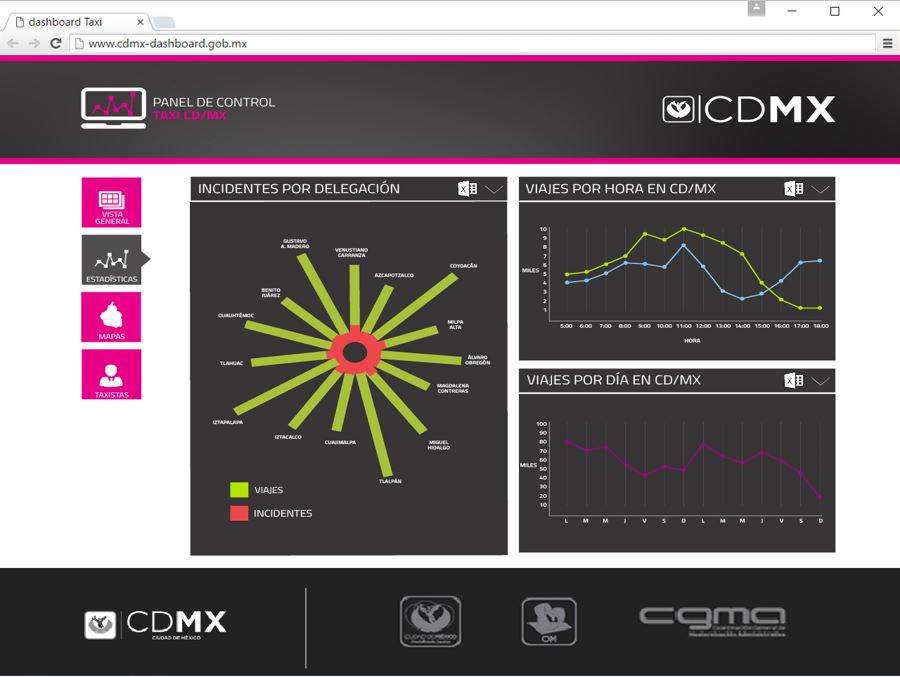 dashboard Taxi
www.cdmx-dashboard.gob.mx
PANEL DE CONTROL
TAXI CD/MX
CDMX
VISTA
GENERAL
ESTADÍSTICAS
MAPAS
TAXISTAS
INCIDENTES POR DELEGACIÓN
X
GUSTAVO
A. MADERO
VENUSTIANO
CARRANZA
AZCAPOTZALCO
COYOACÁN
BENITO
JUÁREZ
CUAUHTÉMOC
MILPA
ALTA
TLAHUAC
ÁLVARO
OBREGÓN
MAGDALENA
CONTRERAS
IZTAPALAPA
IZTACALCO
CUAJIMALPA
MIGUEL
HIDALGO
TLALPÁN
VIAJES
INCIDENTES
VIAJES POR HORA EN CD/MX
X
10
9
8
7
6
MILES
5
4
3
2
1
5:00 6:00 7:00 8:00 9:00 10:00 11:00 12:00 13:00 14:00 15:00 16:00 17:00 18:00
HORA
VIAJES POR DÍA EN CD/MX
X
100
90
80
70
60
MILES
50
40
30
20
10
L M M J V S D L M M J V S D
CDMX
CIUDAD DE MÉXICO
CIUDAD DE MÉXICO
OM
cgma
Coordinación General de
Modernización Administrativa